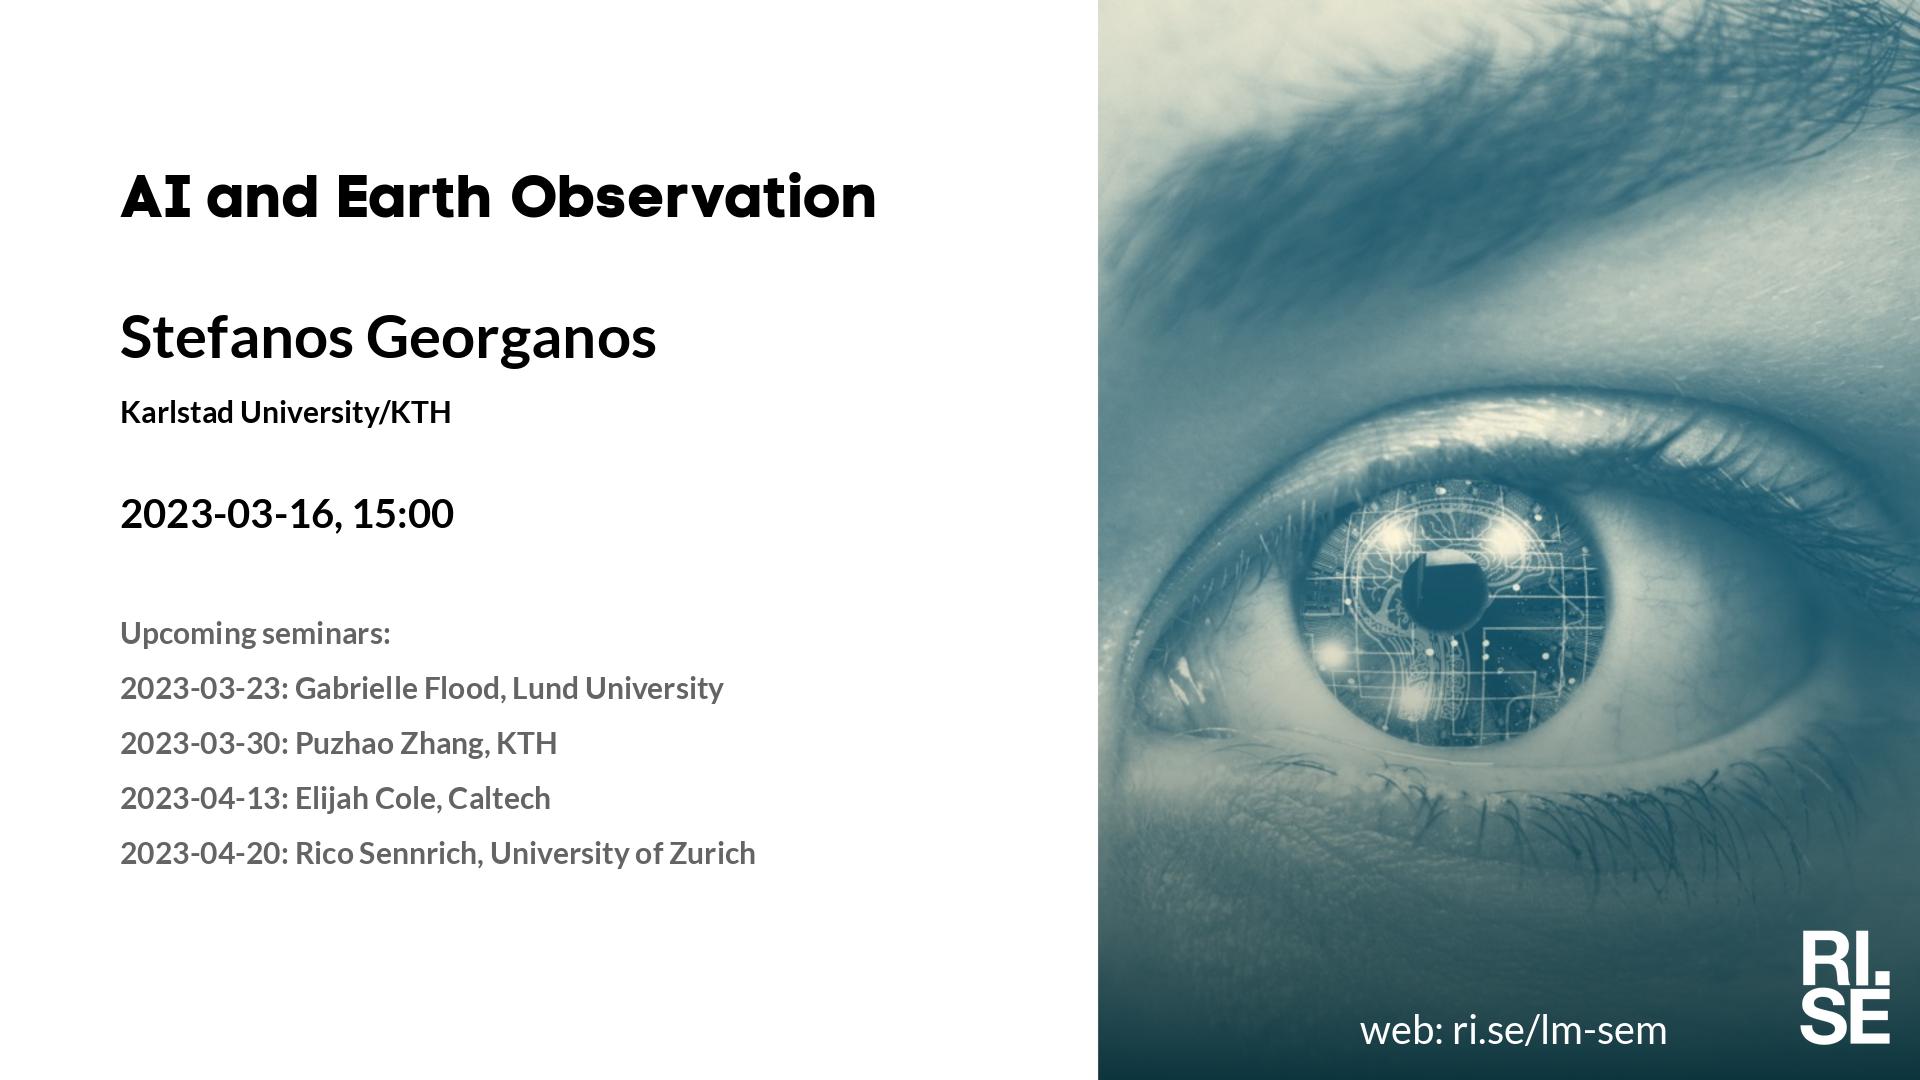 AI and Earth Observation
Stefanos Georganos
Karlstad University/KTH
2023-03-16, 15:00
Upcoming seminars:
2023-03-23: Gabrielle Flood, Lund University
2023-03-30: Puzhao Zhang, KTH
2023-04-13: Elijah Cole, Caltech
2023-04-20: Rico Sennrich, University of Zurich
web: ri.se/lm-sem
RI.
SE